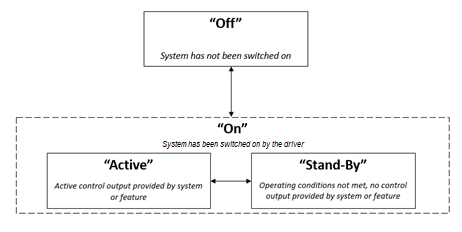 “Off”
System has not been switched on
“On”
System has been switched on by the driver
“Active”
Active control output provided by system
or feature
“Stand-By”
Operating conditions not met, no control
output provided by system or feature